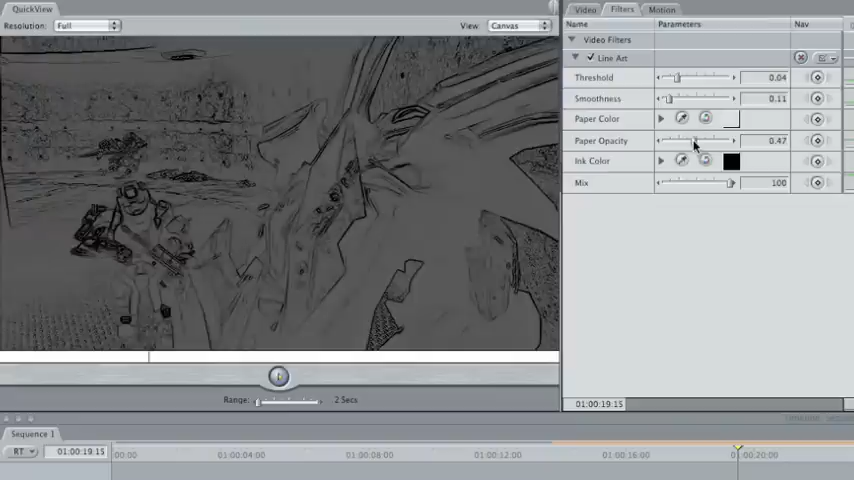 QuickView
Resolution: Full View: Canvas
Video Filters Motion
Name Parameters Nav
Video Filters
Line Art
Threshold 0.04
Smoothness 0.11
Paper Color
Paper Opacity 0.47
Ink Color
Mix 100
Range: 2 Secs
01:00:19:15
Sequence 1
RT 01:00:19:15 00:00 01:00:04:00 01:00:08:00 01:00:12:00 01:00:16:00 01:00:20:00